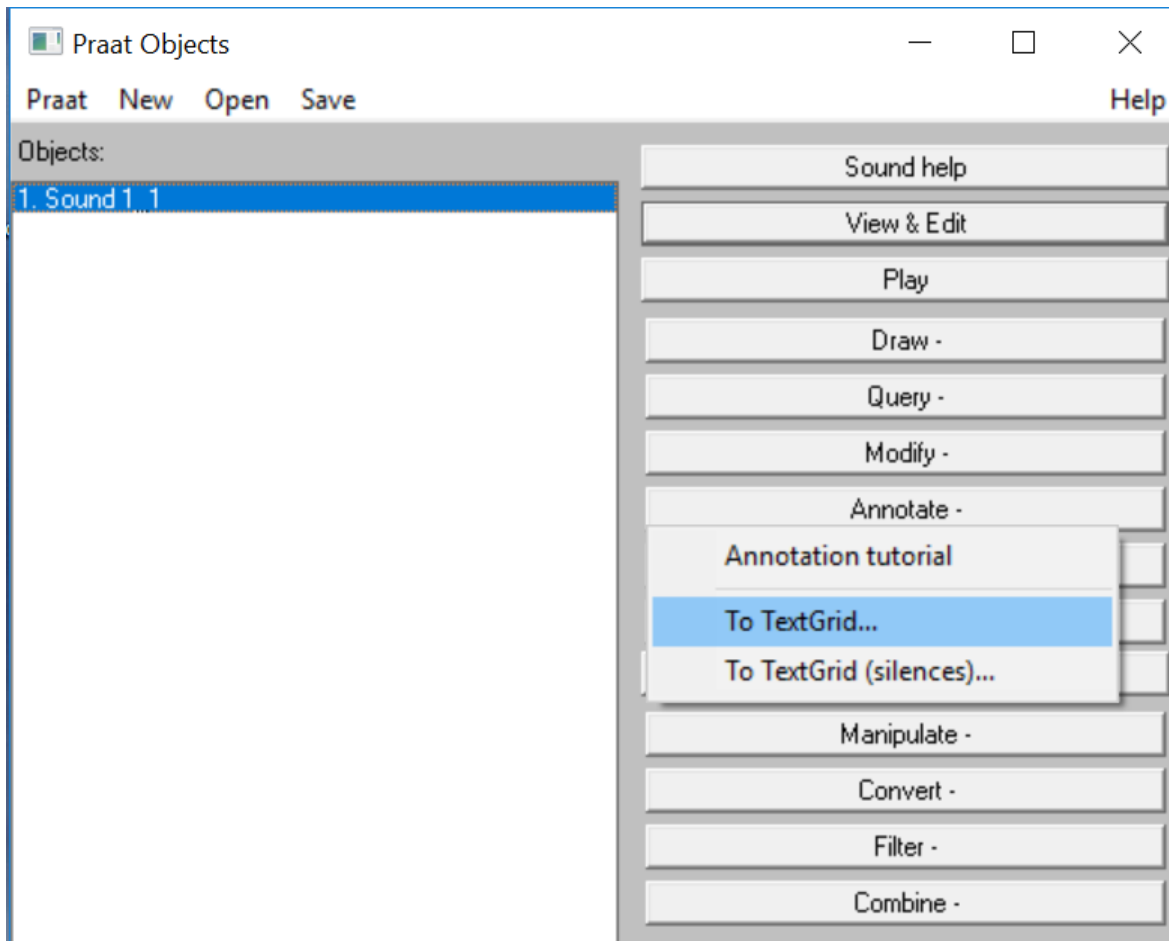 Praat Objects
Praat New Open Save Help
Objects:
1. Sound 1_1
Sound help
View & Edit
Play
Draw -
Query -
Modify -
Annotate -
Annotation tutorial
To TextGrid...
To TextGrid (silences)...
Manipulate -
Convert -
Filter -
Combine -